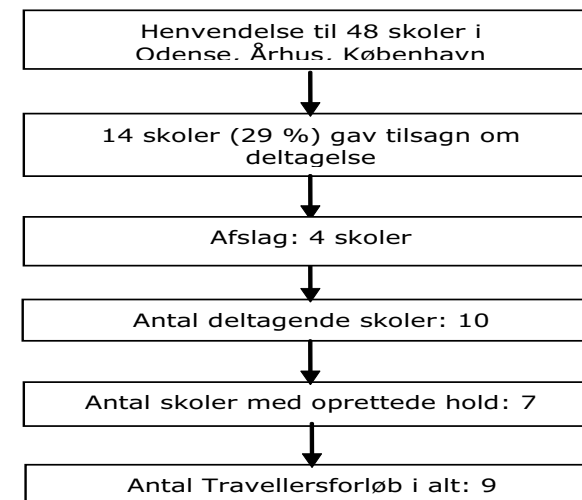 Henvendelse til 48 skoler i
Odense, Århus, København
14 skoler (29 %) gav tilsagn om
deltagelse
Afslag: 4 skoler
Antal deltagende skoler: 10
Antal skoler med oprettede hold: 7
Antal Travellersforløb i alt: 9